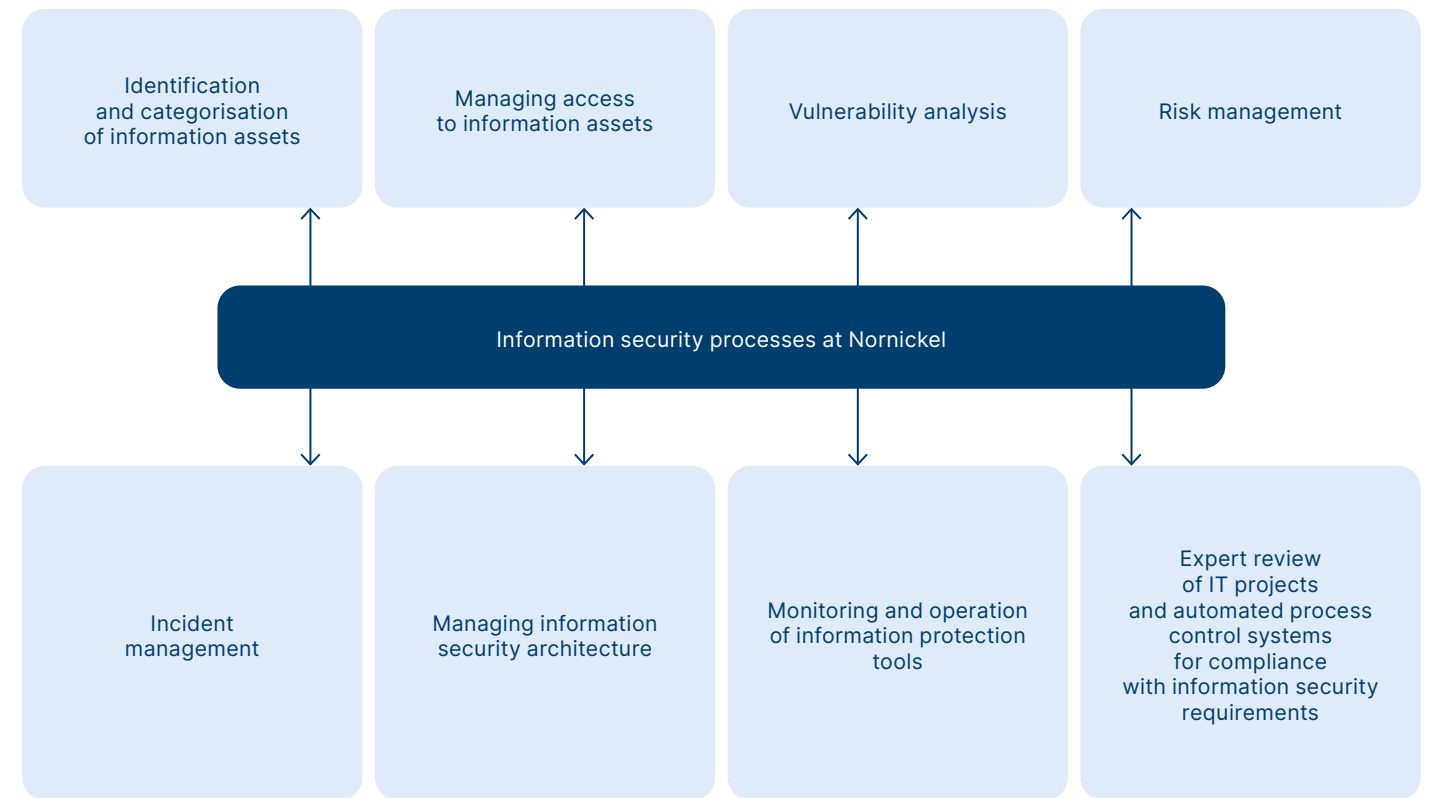 Identification
and categorisation
of information assets
Managing access
to information assets
Vulnerability analysis
Risk management
Information security processes at Nornickel
Incident
management
Managing information
security architecture
Monitoring and operation
of information protection
tools
Expert review
of IT projects
and automated process
control systems
for compliance
with information security
requirements